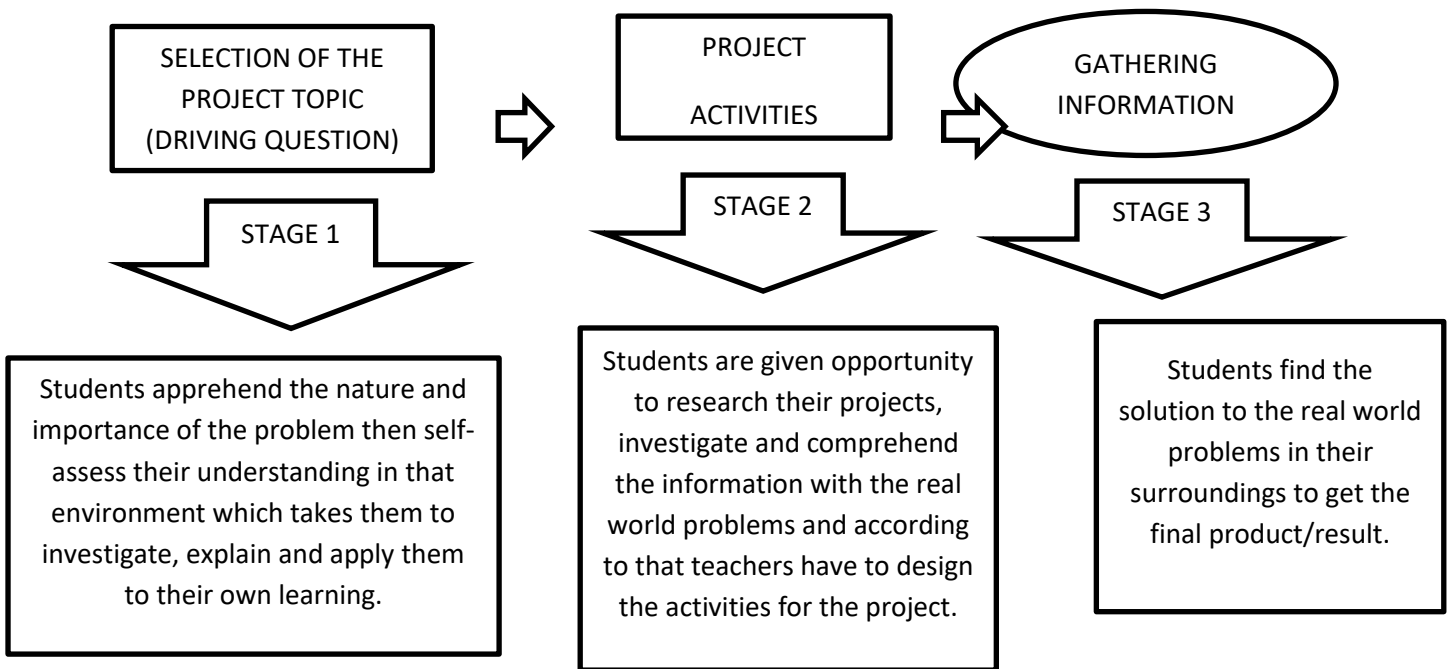 SELECTION OF THE
PROJECT TOPIC
(DRIVING QUESTION)
PROJECT
ACTIVITIES
GATHERING
INFORMATION
STAGE 1
STAGE 2
STAGE 3
Students apprehend the nature and
importance of the problem then self-
assess their understanding in that
environment which takes them to
investigate, explain and apply them
to their own learning.
Students are given opportunity
to research their projects,
investigate and comprehend
the information with the real
world problems and according
to that teachers have to design
the activities for the project.
Students find the
solution to the real world
problems in their
surroundings to get the
final product/result.